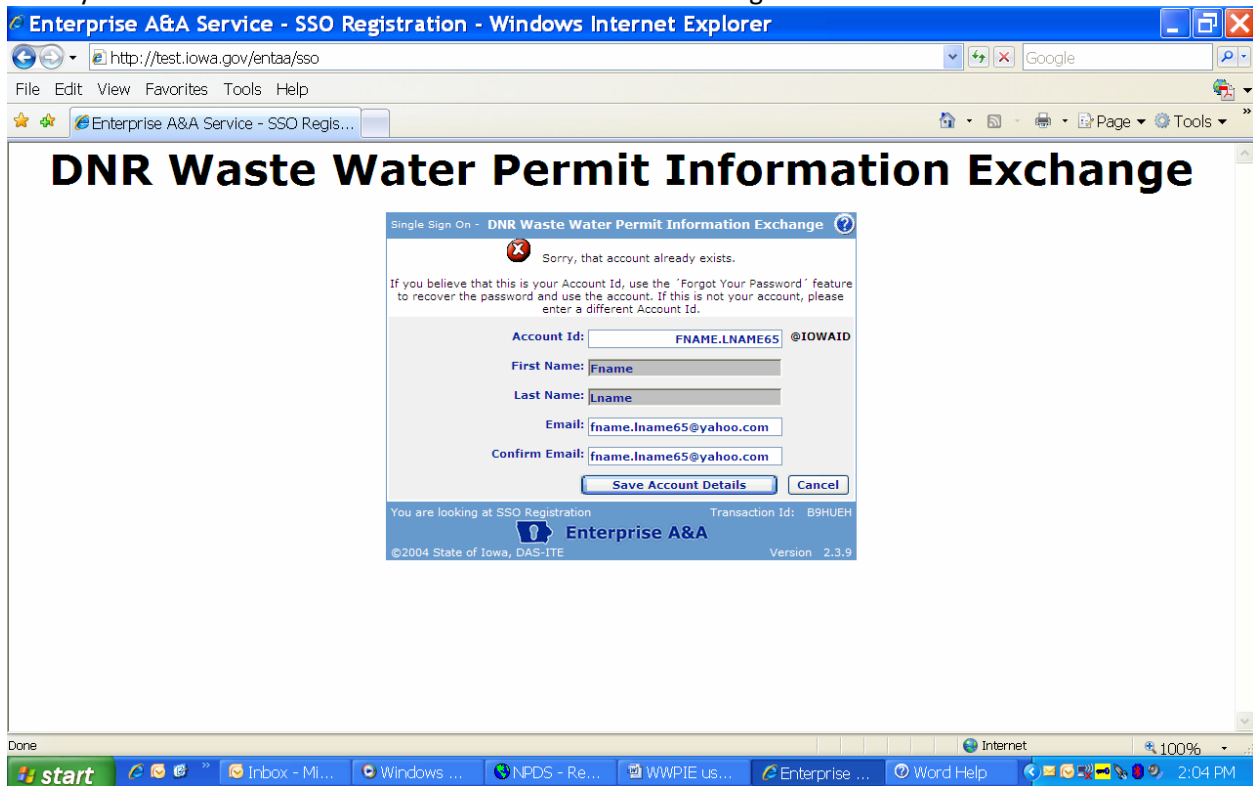 Enterprise A&A Service - SSO Registration - Windows Internet Explorer
http://test.iowa.gov/entaa/sso
Google
File Edit View Favorites Tools Help
Enterprise A&A Service - SSO Regis...
Page
Tools
DNR Waste Water Permit Information Exchange
Single Sign On - DNR Waste Water Permit Information Exchange
Sorry, that account already exists.
If you believe that this is your Account Id, use the ´Forgot Your Password´ feature
to recover the password and use the account. If this is not your account, please
enter a different Account Id.
Account Id: FNAME.LNAME65 @IOWAID
First Name: Fname
Last Name: Lname
Email: fname.lname65@yahoo.com
Confirm Email: fname.lname65@yahoo.com
Save Account Details Cancel
You are looking at SSO Registration Transaction Id: B9HUEH
Enterprise A&A
©2004 State of Iowa, DAS-ITE Version 2.3.9
Done Internet 100%
start Inbox - Mi... Windows ... NPDS - Re... WWPIE us... Enterprise ... Word Help 2:04 PM